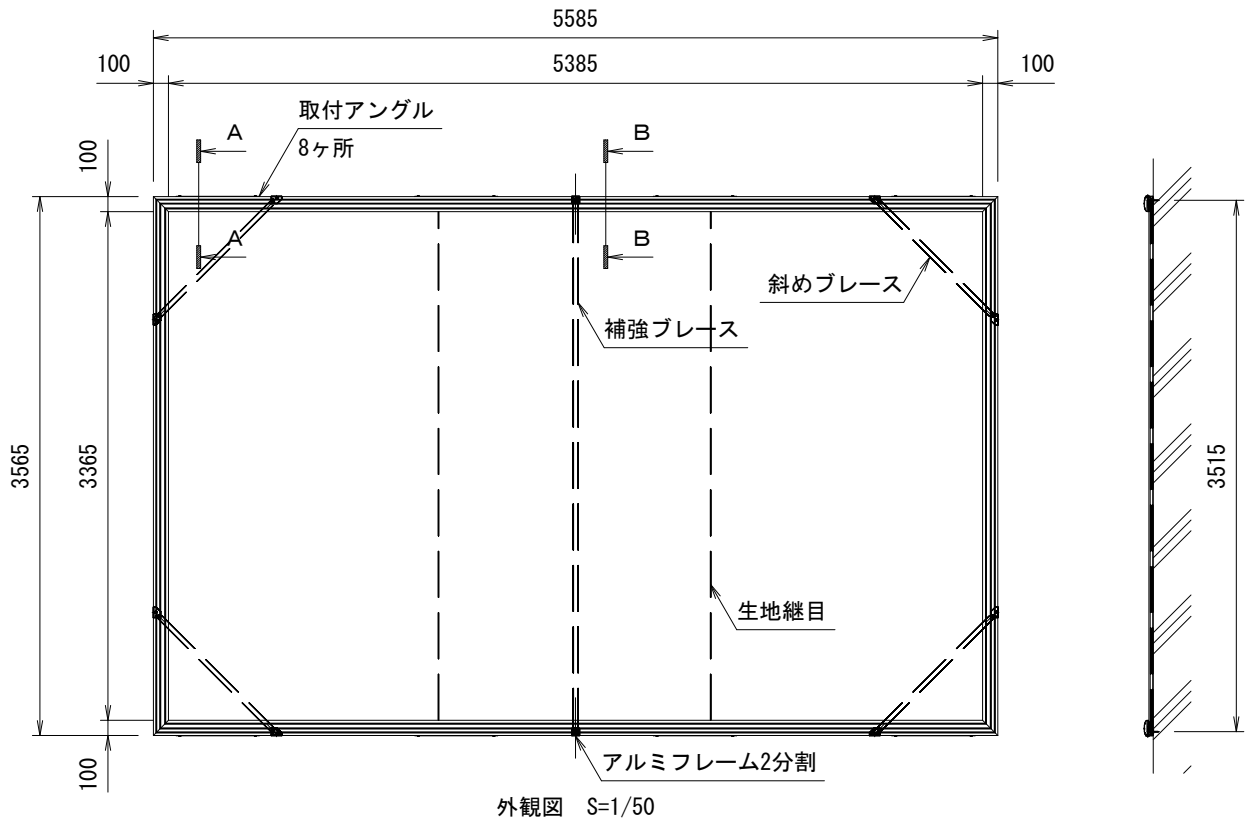 5585
100
5385
100
取付アングル
8ヶ所
A
B
100
A
B
斜めブレース
補強ブレース
3565
3365
3515
生地継目
100
アルミフレーム2分割
外観図 S=1/50